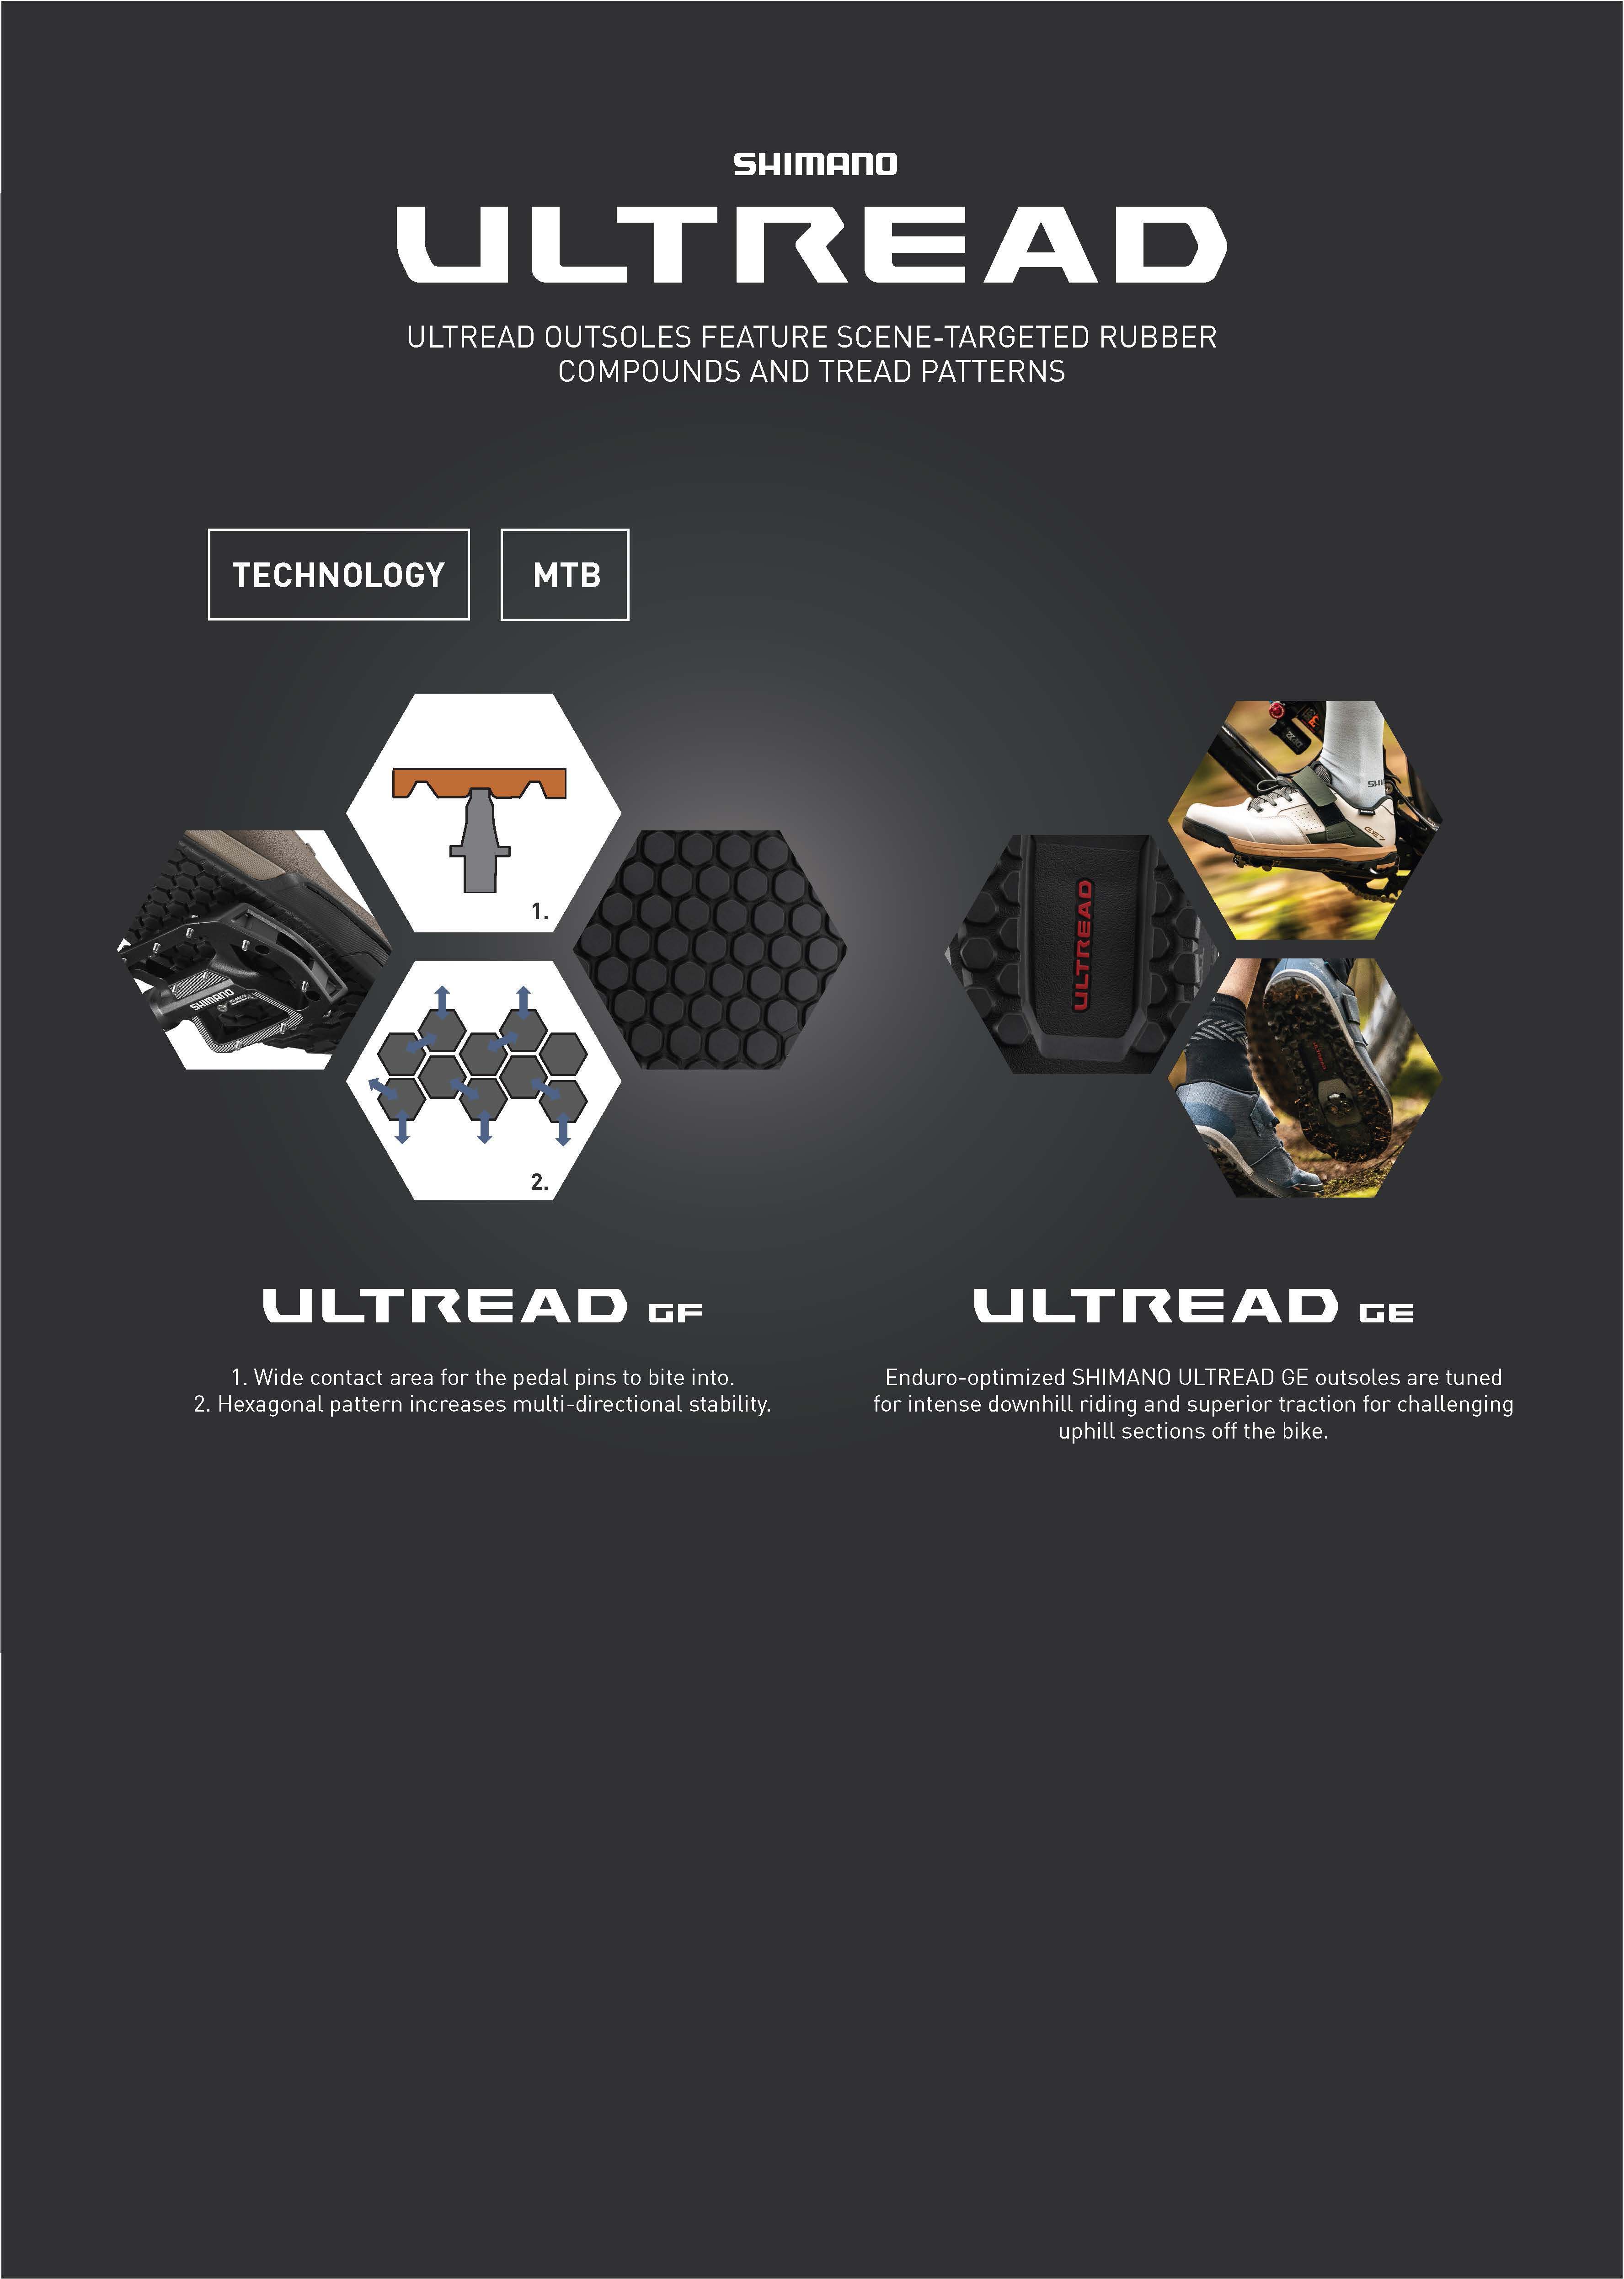 SHIMANO
ULTREAD
ULTREAD OUTSOLES FEATURE SCENE-TARGETED RUBBER
COMPOUNDS AND TREAD PATTERNS
TECHNOLOGY
MTB
1.
SHIMANO
2.
ULTREAD
SHI
GE7
ULTREAD GF
1. Wide contact area for the pedal pins to bite into.
2. Hexagonal pattern increases multi-directional stability.
ULTREAD GE
Enduro-optimized SHIMANO ULTREAD GE outsoles are tuned
for intense downhill riding and superior traction for challenging
uphill sections off the bike.